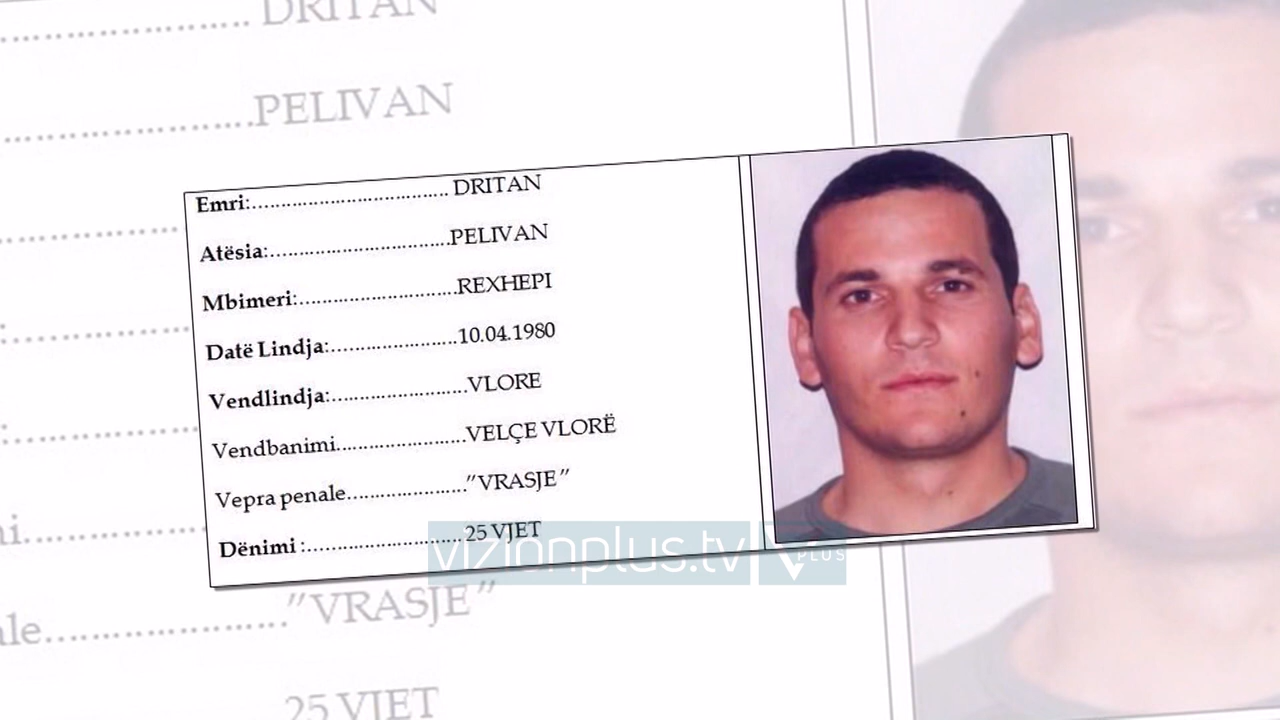 DRITAN
PELIVAN
Emri:.................................. DRITAN
Atësia:...............................PELIVAN
Mbimeri:...........................REXHEPI
Datë Lindja:......................10.04.1980
Vendlindja:........................VLORE
Vendbanimi......................VELÇE VLORË
Vepra penale.....................”VRASJE”
Dënimi :...........................25 VJET
vizionplus.tv
PLUS
ni.
ale......................”VRASJE”
25 VJET